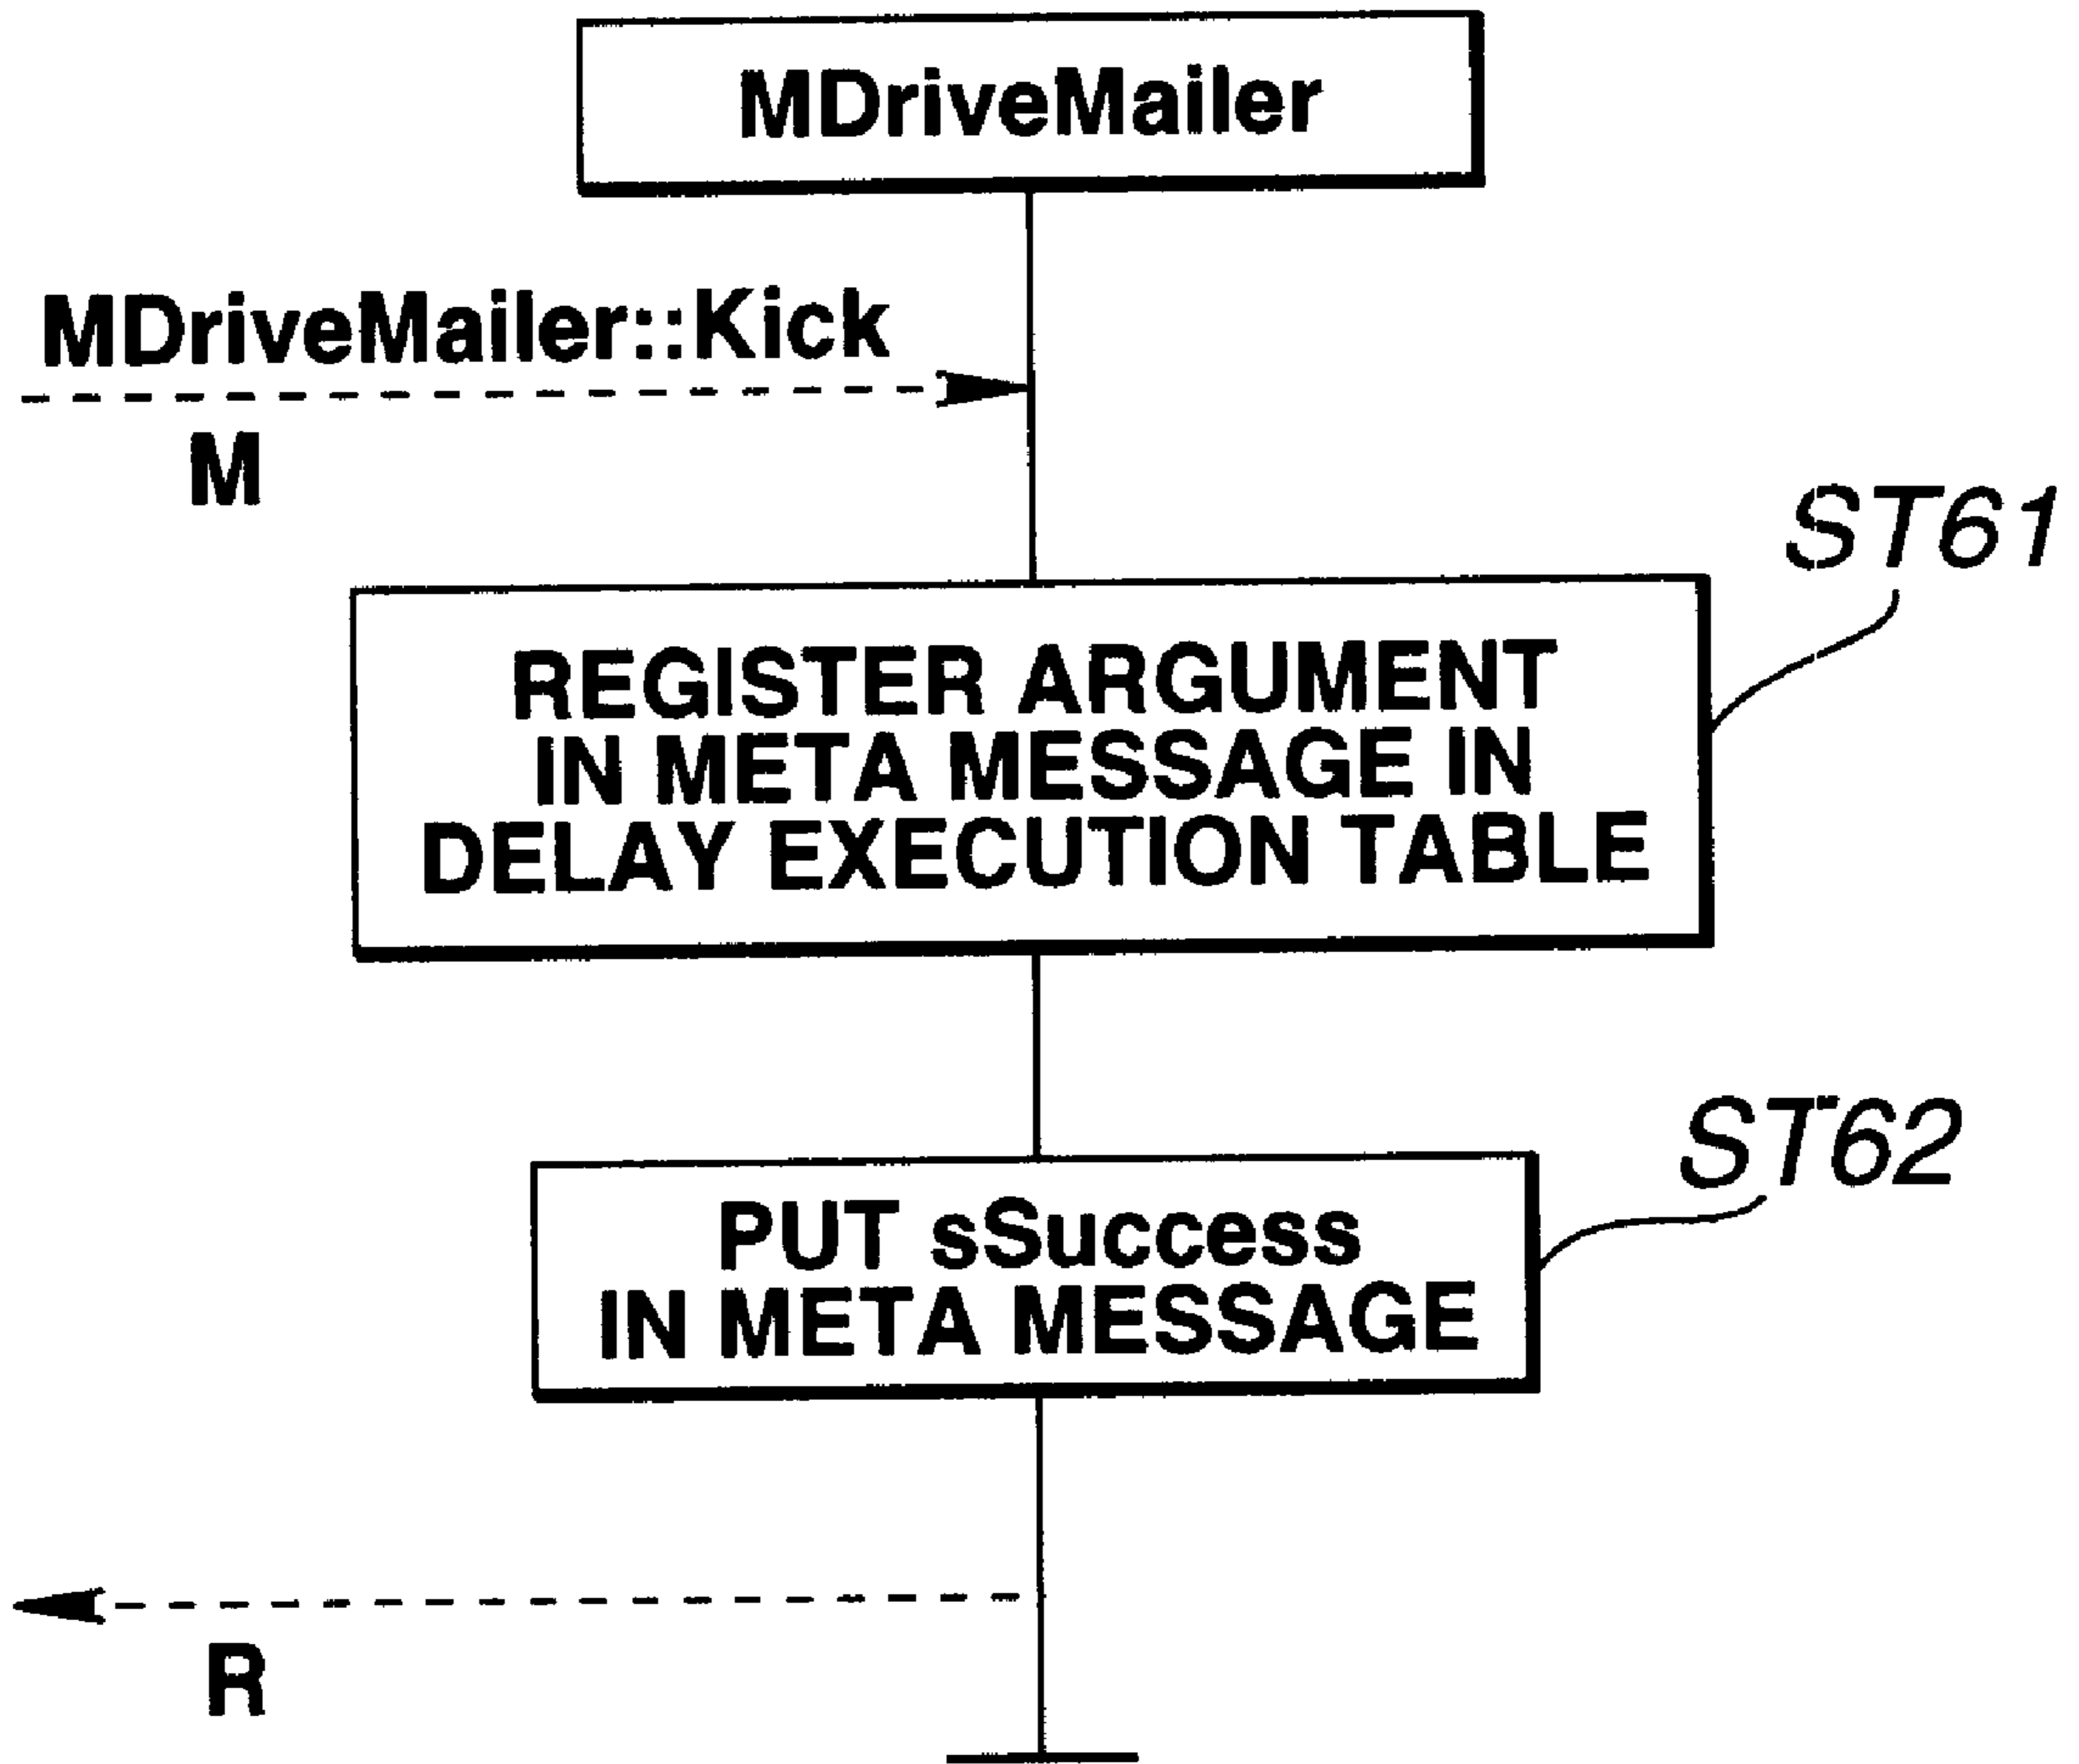 MDriveMailer
MDriveMailer::Kick
M
ST61
REGISTER ARGUMENT
IN META MESSAGE IN
DELAY EXECUTION TABLE
ST62
PUT sSuccess
IN META MESSAGE
R